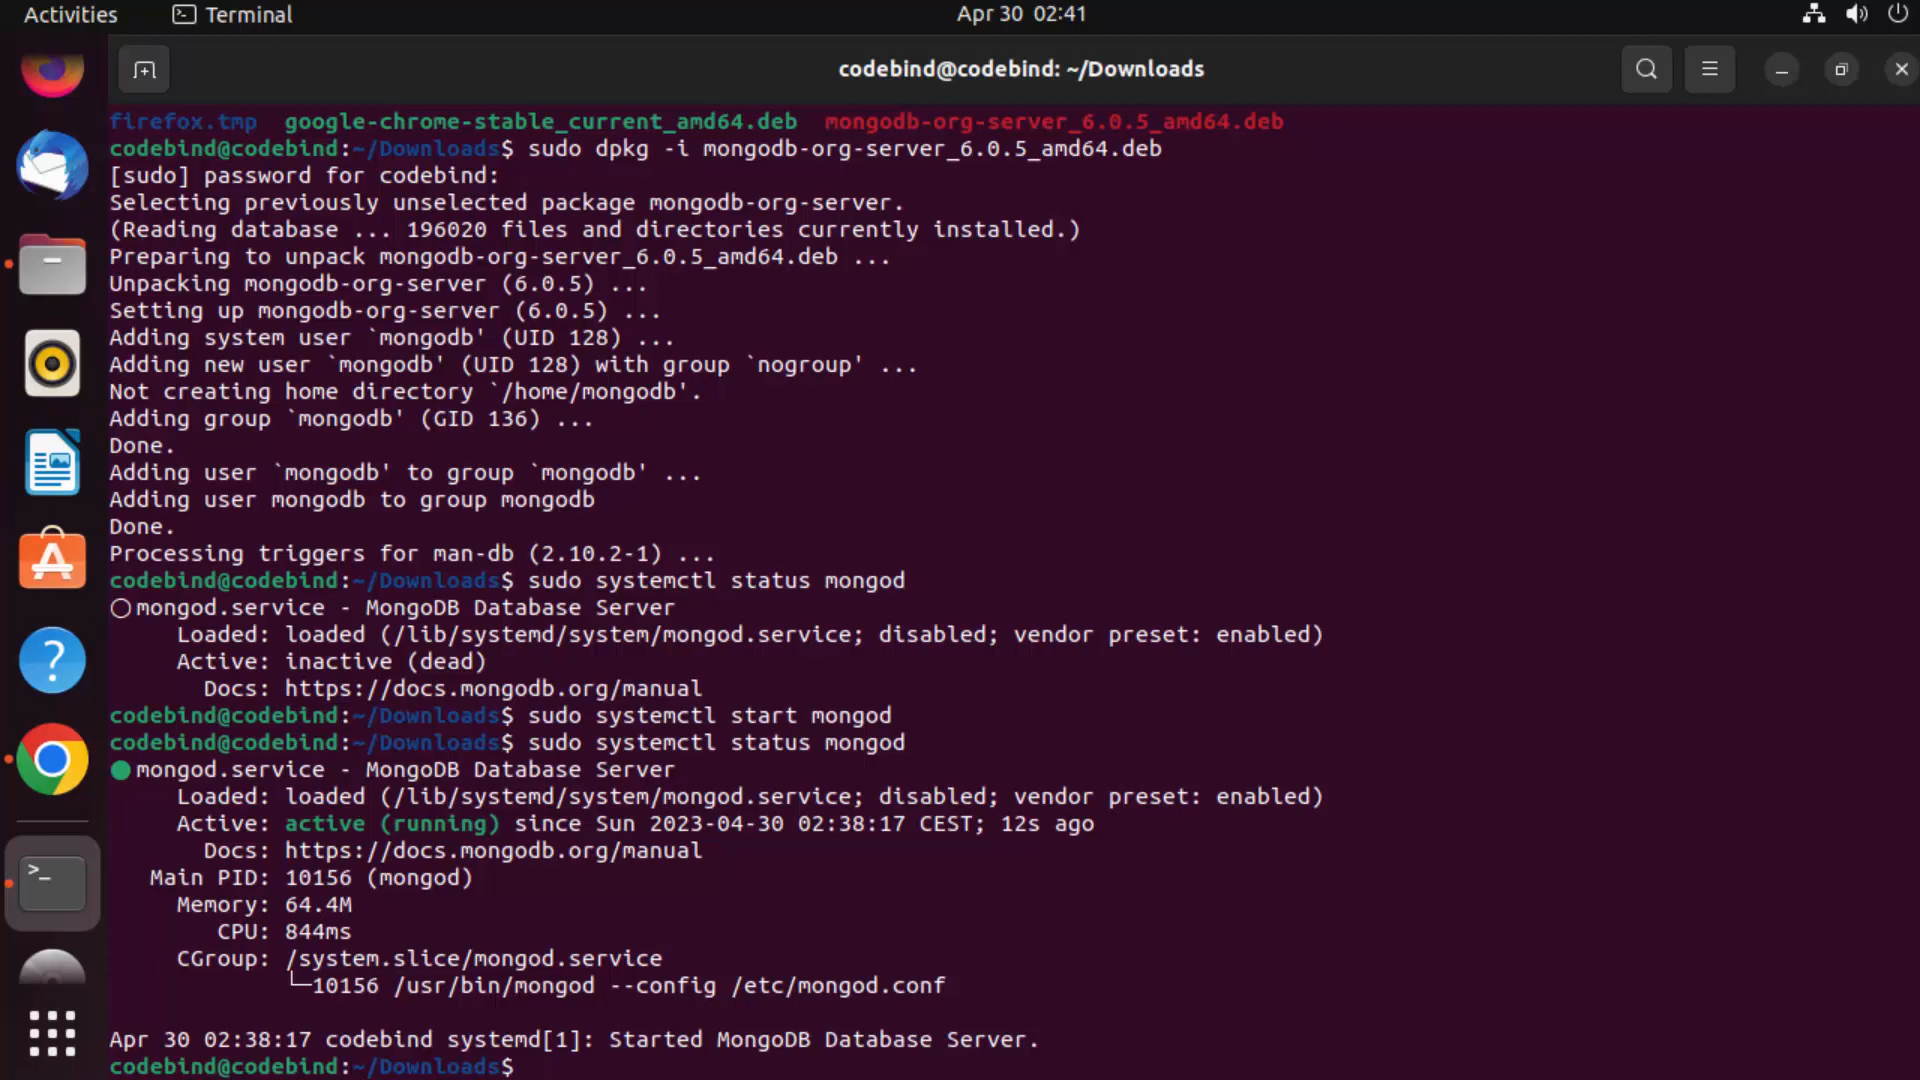 Activities Terminal Apr 30 02:41
codebind@codebind: ~/Downloads
firefox.tmp google-chrome-stable_current_amd64.deb mongodb-org-server_6.0.5_amd64.deb
codebind@codebind:~/Downloads$ sudo dpkg -i mongodb-org-server_6.0.5_amd64.deb
[sudo] password for codebind:
Selecting previously unselected package mongodb-org-server.
(Reading database ... 196020 files and directories currently installed.)
Preparing to unpack mongodb-org-server_6.0.5_amd64.deb ...
Unpacking mongodb-org-server (6.0.5) ...
Setting up mongodb-org-server (6.0.5) ...
Adding system user `mongodb' (UID 128) ...
Adding new user `mongodb' (UID 128) with group `nogroup' ...
Not creating home directory `/home/mongodb'.
Adding group `mongodb' (GID 136) ...
Done.
Adding user `mongodb' to group `mongodb' ...
Adding user mongodb to group mongodb
Done.
Processing triggers for man-db (2.10.2-1) ...
codebind@codebind:~/Downloads$ sudo systemctl status mongod
○ mongod.service - MongoDB Database Server
Loaded: loaded (/lib/systemd/system/mongod.service; disabled; vendor preset: enabled)
Active: inactive (dead)
Docs: https://docs.mongodb.org/manual
codebind@codebind:~/Downloads$ sudo systemctl start mongod
codebind@codebind:~/Downloads$ sudo systemctl status mongod
● mongod.service - MongoDB Database Server
Loaded: loaded (/lib/systemd/system/mongod.service; disabled; vendor preset: enabled)
Active: active (running) since Sun 2023-04-30 02:38:17 CEST; 12s ago
Docs: https://docs.mongodb.org/manual
Main PID: 10156 (mongod)
Memory: 64.4M
CPU: 844ms
CGroup: /system.slice/mongod.service
└─10156 /usr/bin/mongod --config /etc/mongod.conf
Apr 30 02:38:17 codebind systemd[1]: Started MongoDB Database Server.
codebind@codebind:~/Downloads$